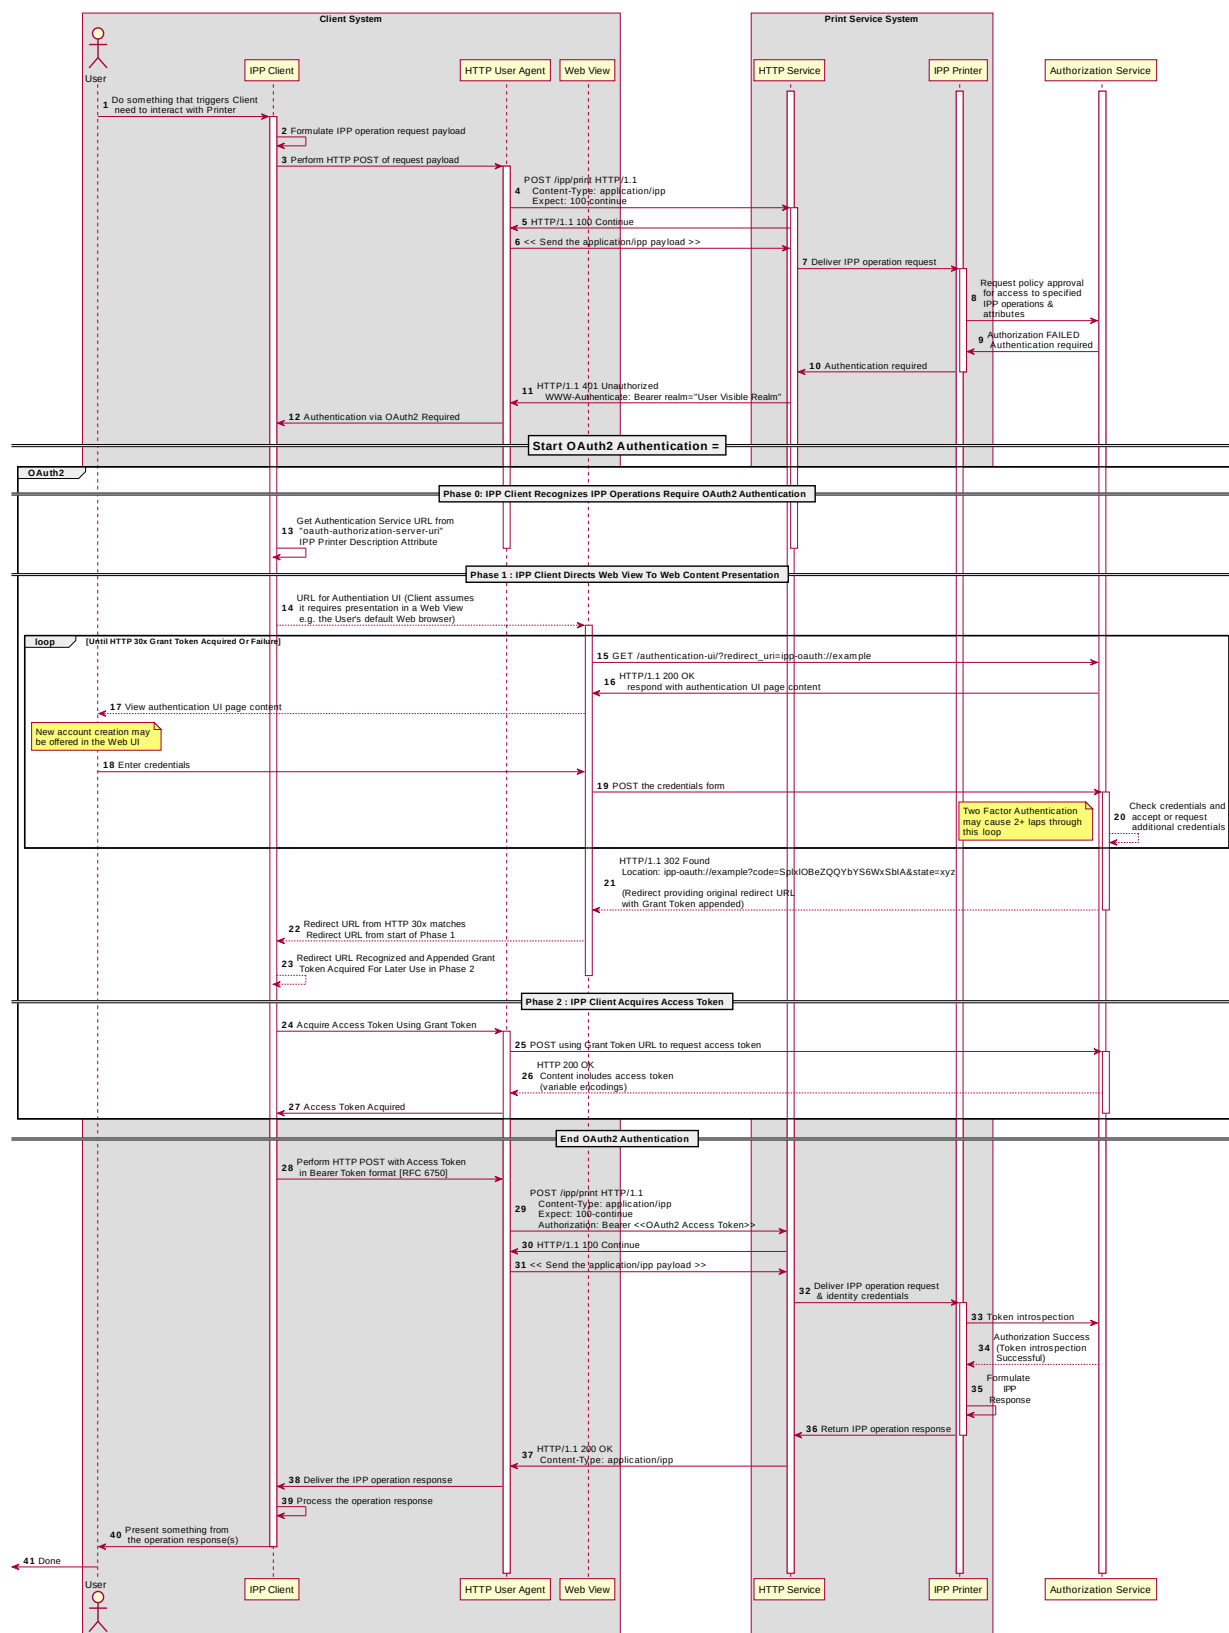 Client System
Print Service System
User
IPP Client
HTTP User Agent
Web View
HTTP Service
IPP Printer
Authorization Service
1 Do something that triggers Client
need to interact with Printer
2 Formulate IPP operation request payload
3 Perform HTTP POST of request payload
4 POST /ipp/print HTTP/1.1
Content-Type: application/ipp
Expect: 100-continue
5 HTTP/1.1 100 Continue
6 << Send the application/ipp payload >>
7 Deliver IPP operation request
8 Request policy approval
for access to specified
IPP operations &
attributes
9 Authorization FAILED
Authentication required
10 Authentication required
11 HTTP/1.1 401 Unauthorized
WWW-Authenticate: Bearer realm="User Visible Realm"
12 Authentication via OAuth2 Required
Start OAuth2 Authentication =
OAuth2
Phase 0: IPP Client Recognizes IPP Operations Require OAuth2 Authentication
13 Get Authentication Service URL from
"oauth-authorization-server-uri"
IPP Printer Description Attribute
Phase 1 : IPP Client Directs Web View To Web Content Presentation
14 URL for Authentiation UI (Client assumes
it requires presentation in a Web View
e.g. the User's default Web browser)
loop
[Until HTTP 30x Grant Token Acquired Or Failure]
15 GET /authentication-ui/?redirect_uri=ipp-oauth://example
16 HTTP/1.1 200 OK
respond with authentication UI page content
17 View authentication UI page content
New account creation may
be offered in the Web UI
18 Enter credentials
19 POST the credentials form
Two Factor Authentication
may cause 2+ laps through
this loop
20 Check credentials and
accept or request
additional credentials
21 HTTP/1.1 302 Found
Location: ipp-oauth://example?code=SplxlOBeZQQYbYS6WxSbIA&state=xyz
(Redirect providing original redirect URL
with Grant Token appended)
22 Redirect URL from HTTP 30x matches
Redirect URL from start of Phase 1
23 Redirect URL Recognized and Appended Grant
Token Acquired For Later Use in Phase 2
Phase 2 : IPP Client Acquires Access Token
24 Acquire Access Token Using Grant Token
25 POST using Grant Token URL to request access token
26 HTTP 200 OK
Content includes access token
(variable encodings)
27 Access Token Acquired
End OAuth2 Authentication
28 Perform HTTP POST with Access Token
in Bearer Token format [RFC 6750]
29 POST /ipp/print HTTP/1.1
Content-Type: application/ipp
Expect: 100-continue
Authorization: Bearer <<OAuth2 Access Token>>
30 HTTP/1.1 100 Continue
31 << Send the application/ipp payload >>
32 Deliver IPP operation request
& identity credentials
33 Token introspection
34 Authorization Success
(Token introspection
Successful)
35 Formulate
IPP
Response
36 Return IPP operation response
37 HTTP/1.1 200 OK
Content-Type: application/ipp
38 Deliver the IPP operation response
39 Process the operation response
40 Present something from
the operation response(s)
41 Done
User
IPP Client
HTTP User Agent
Web View
HTTP Service
IPP Printer
Authorization Service